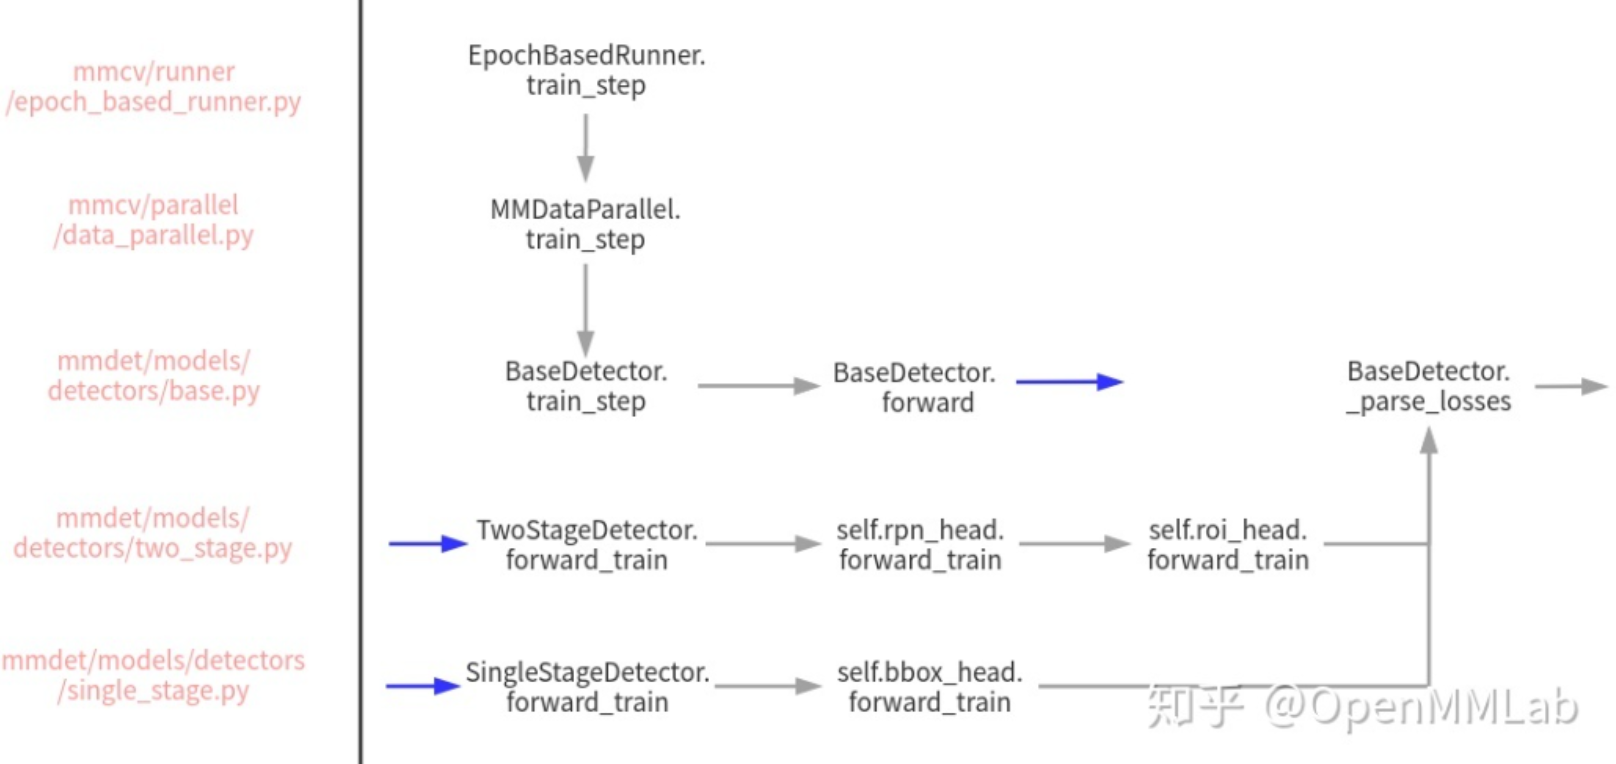 mmcv/runner
/epoch_based_runner.py
EpochBasedRunner.
train_step
mmcv/parallel
/data_parallel.py
MMDataParallel.
train_step
mmdet/models/
detectors/base.py
BaseDetector.
train_step
BaseDetector.
forward
BaseDetector.
_parse_losses
mmdet/models/
detectors/two_stage.py
TwoStageDetector.
forward_train
self.rpn_head.
forward_train
self.roi_head.
forward_train
mmdet/models/detectors
/single_stage.py
SingleStageDetector.
forward_train
self.bbox_head.
forward_train
知乎 @OpenMMLab